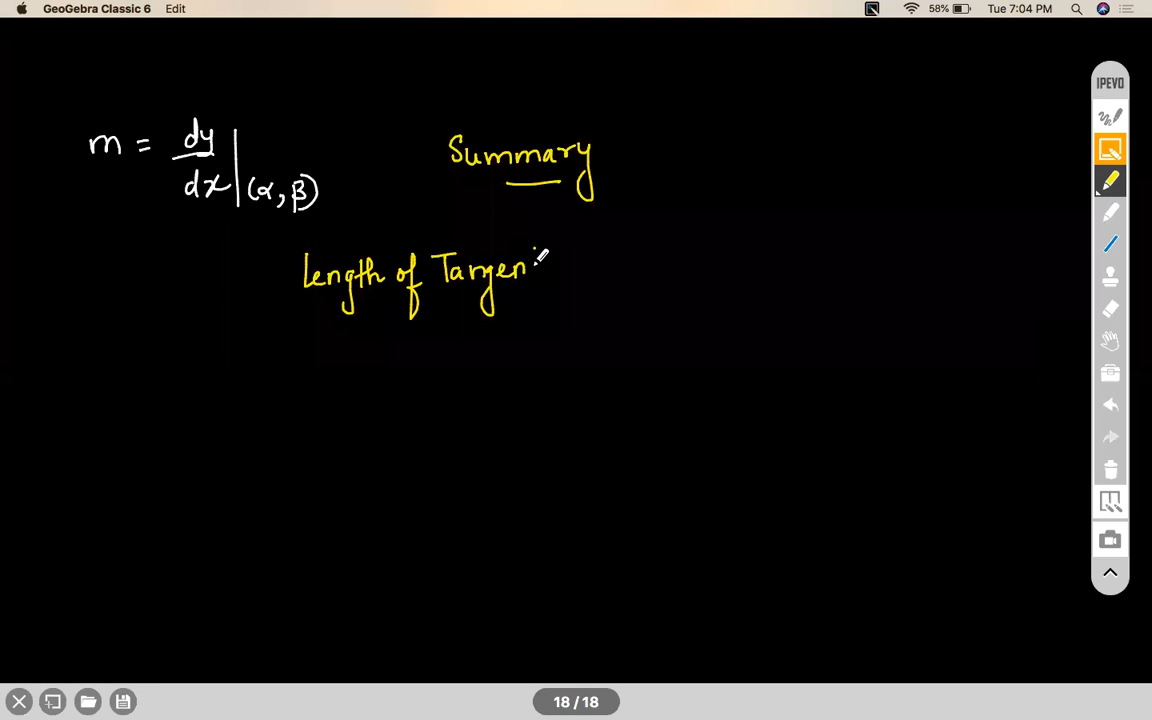 GeoGebra Classic 6 Edit 58% Tue 7:04 PM
IPEVO
m = dy/dx|(α, β)
Summary
Length of Tangen
18 / 18